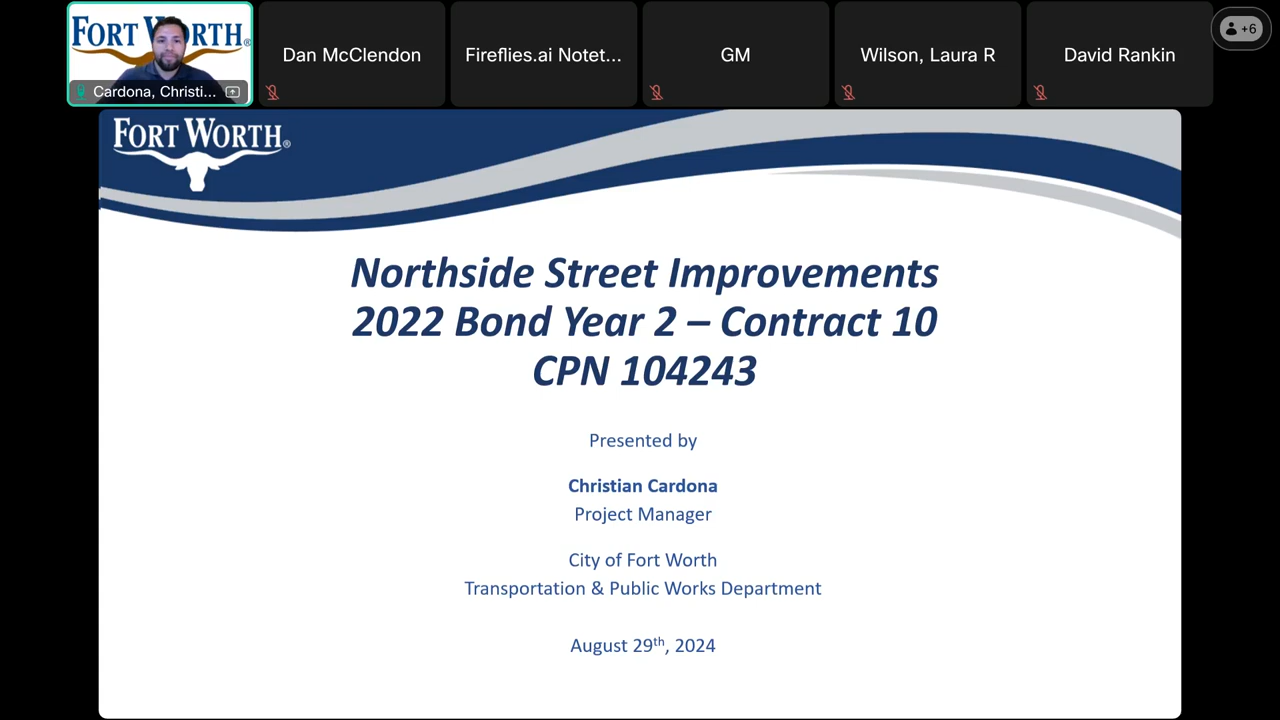 FORT WORTH®
Cardona, Christi...
Dan McClendon
Fireflies.ai Notet...
GM
Wilson, Laura R
David Rankin
+6
FORT WORTH®
Northside Street Improvements
2022 Bond Year 2 – Contract 10
CPN 104243
Presented by
Christian Cardona
Project Manager
City of Fort Worth
Transportation & Public Works Department
August 29th, 2024